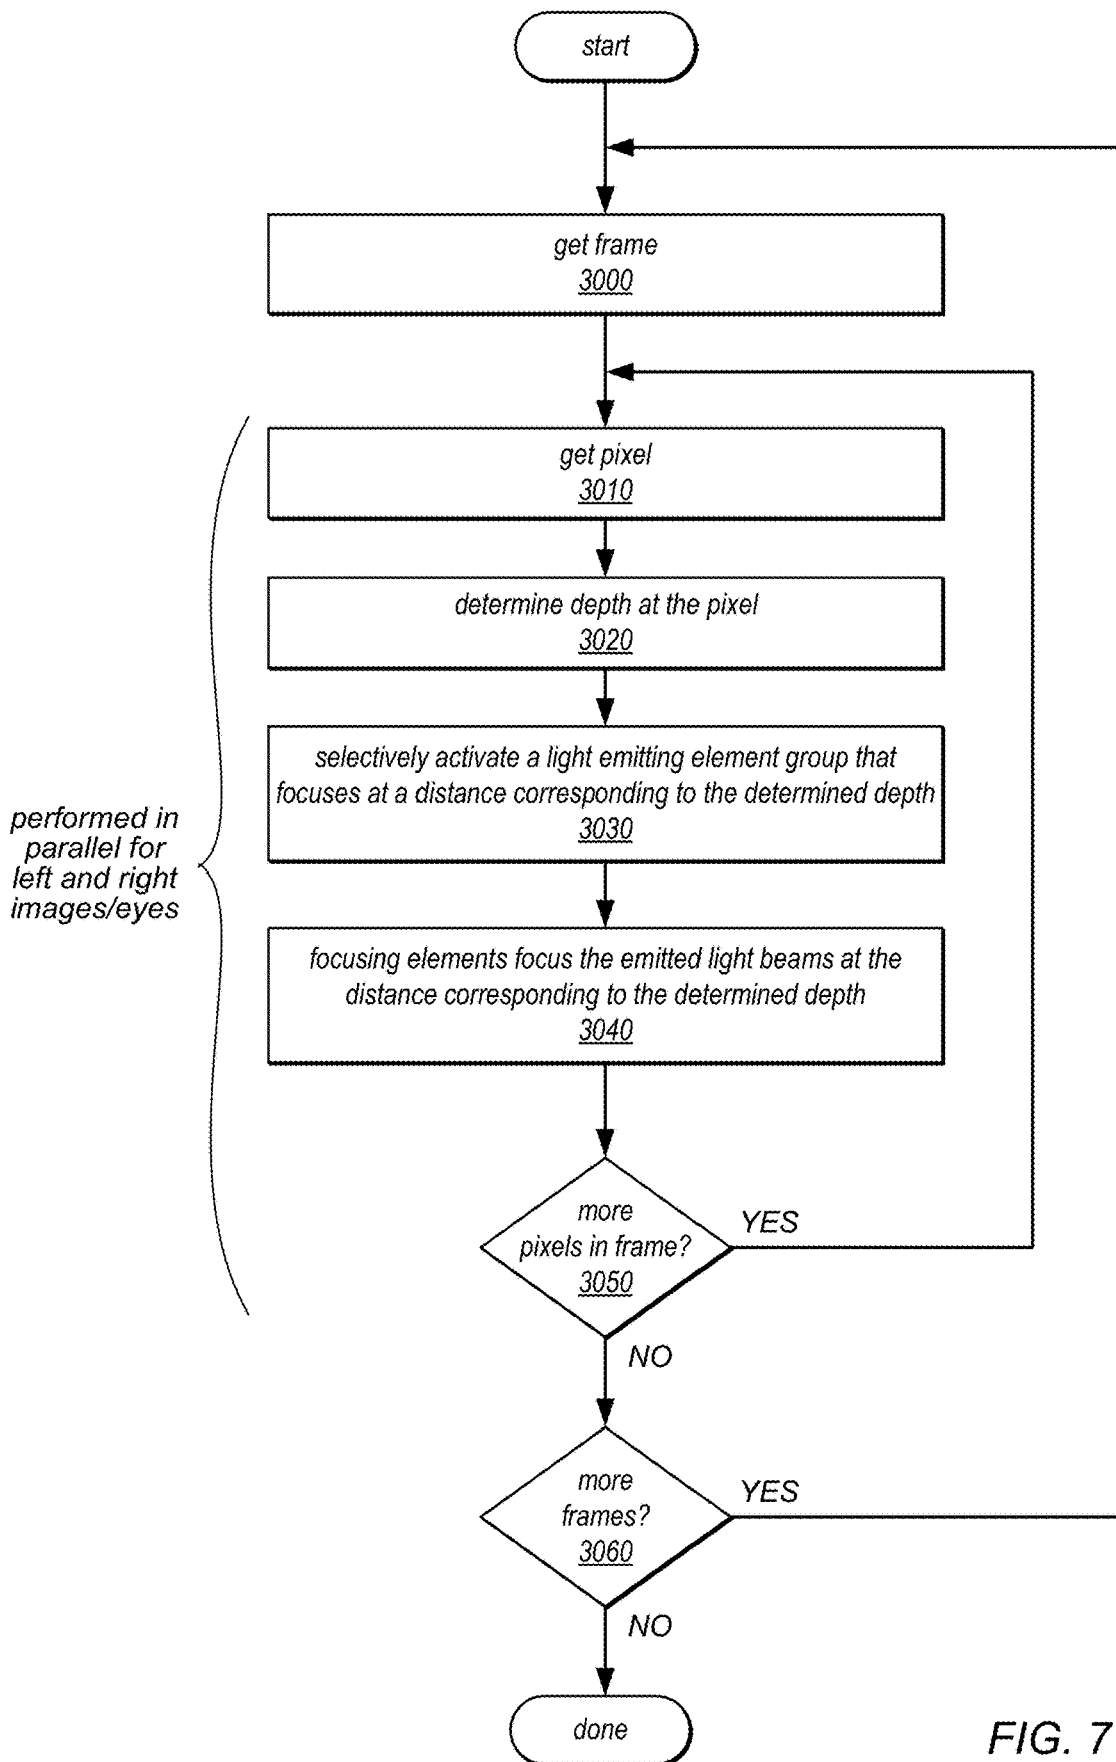 start
get frame
3000
get pixel
3010
determine depth at the pixel
3020
selectively activate a light emitting element group that
focuses at a distance corresponding to the determined depth
3030
performed in
parallel for
left and right
images/eyes
focusing elements focus the emitted light beams at the
distance corresponding to the determined depth
3040
more
pixels in frame?
3050
YES
NO
more
frames?
3060
YES
NO
done
FIG. 7